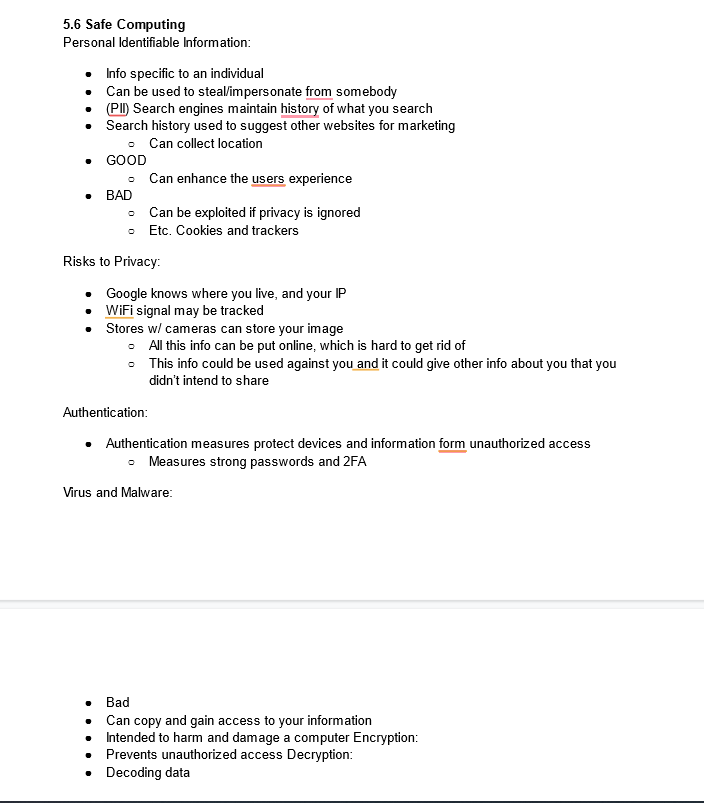 5.6 Safe Computing
Personal Identifiable Information:
● Info specific to an individual
● Can be used to steal/impersonate from somebody
● (PII) Search engines maintain history of what you search
● Search history used to suggest other websites for marketing
○ Can collect location
● GOOD
○ Can enhance the users experience
● BAD
○ Can be exploited if privacy is ignored
○ Etc. Cookies and trackers
Risks to Privacy:
● Google knows where you live, and your IP
● WiFi signal may be tracked
● Stores w/ cameras can store your image
○ All this info can be put online, which is hard to get rid of
○ This info could be used against you and it could give other info about you that you
didn't intend to share
Authentication:
● Authentication measures protect devices and information form unauthorized access
○ Measures strong passwords and 2FA
Virus and Malware:
● Bad
● Can copy and gain access to your information
● Intended to harm and damage a computer Encryption:
● Prevents unauthorized access Decryption:
● Decoding data